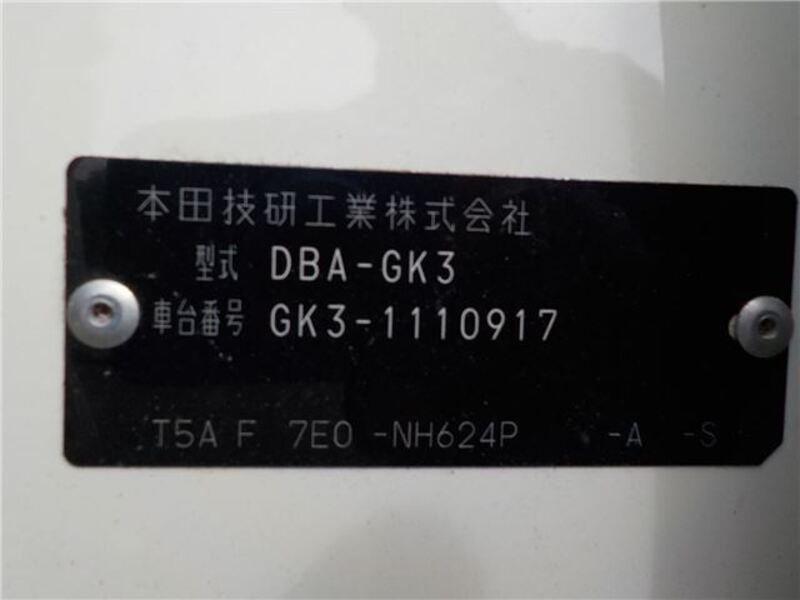 本田技研工業株式会社
型式 DBA-GK3
車台番号 GK3-1110917
T5A F 7E0 -NH624P -A -S